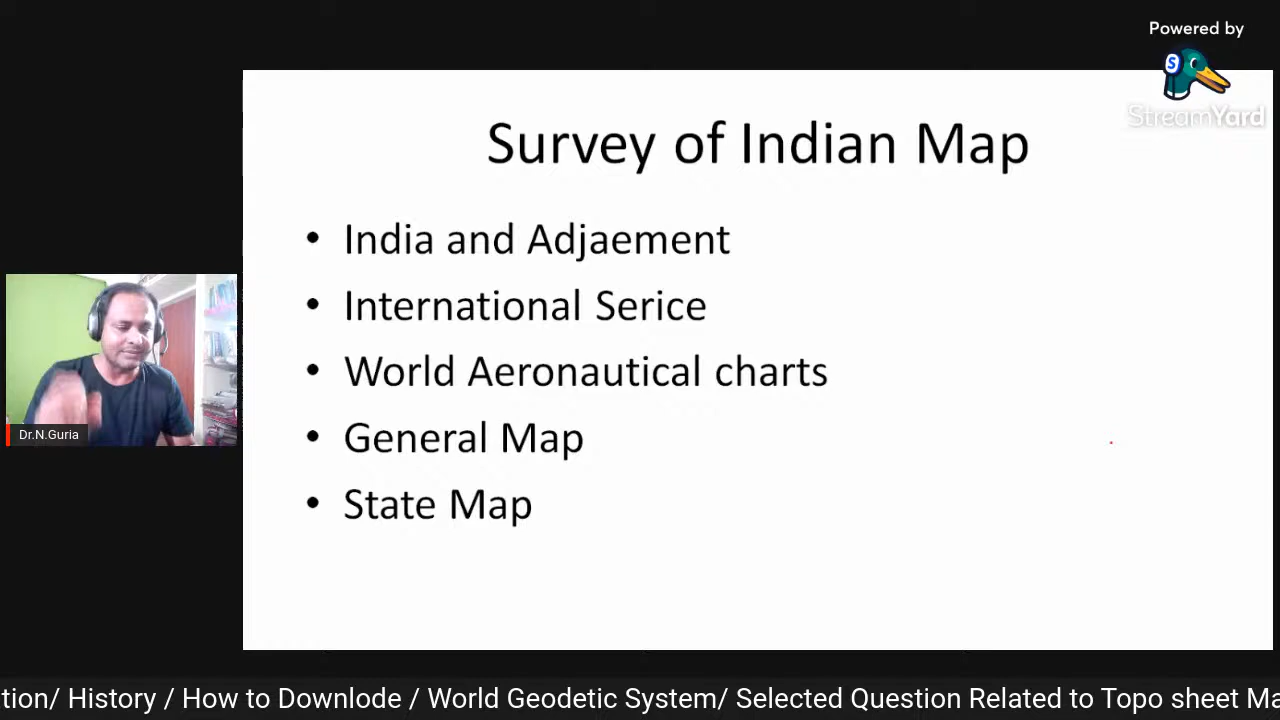 Powered by
StreamYard
Survey of Indian Map
• India and Adjaement
• International Serice
• World Aeronautical charts
• General Map
• State Map
Dr.N.Guria
tion/ History / How to Downlode / World Geodetic System/ Selected Question Related to Topo sheet Ma